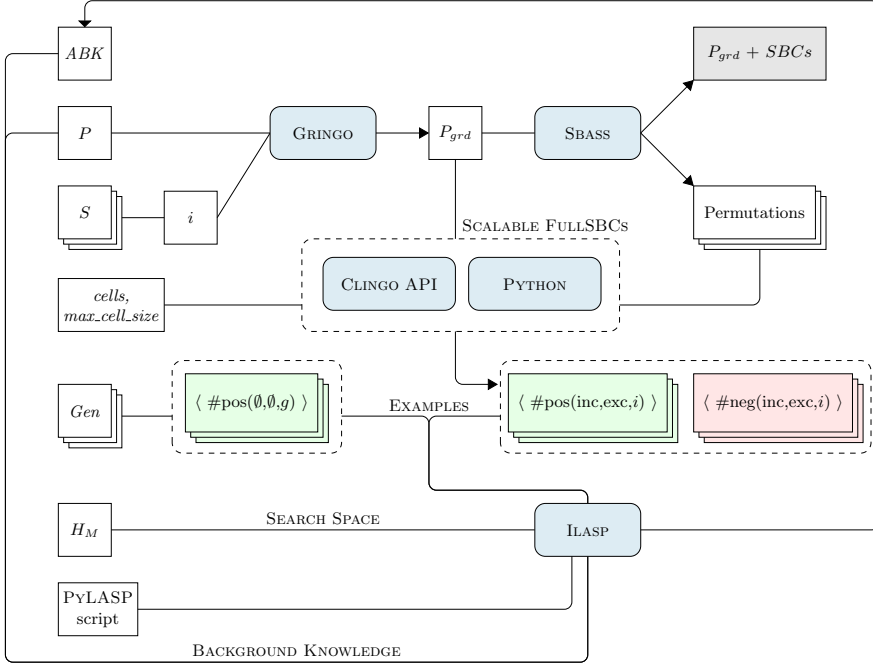 ABK
P_grd + SBCs
P
GRINGO
P_grd
SBASS
S
i
Permutations
SCALABLE FULLSBCS
cells,
max_cell_size
CLINGO API
PYTHON
Gen
⟨ #pos(∅,∅,g) ⟩
EXAMPLES
⟨ #pos(inc,exc,i) ⟩
⟨ #neg(inc,exc,i) ⟩
H_M
SEARCH SPACE
ILASP
PYLASP
script
BACKGROUND KNOWLEDGE